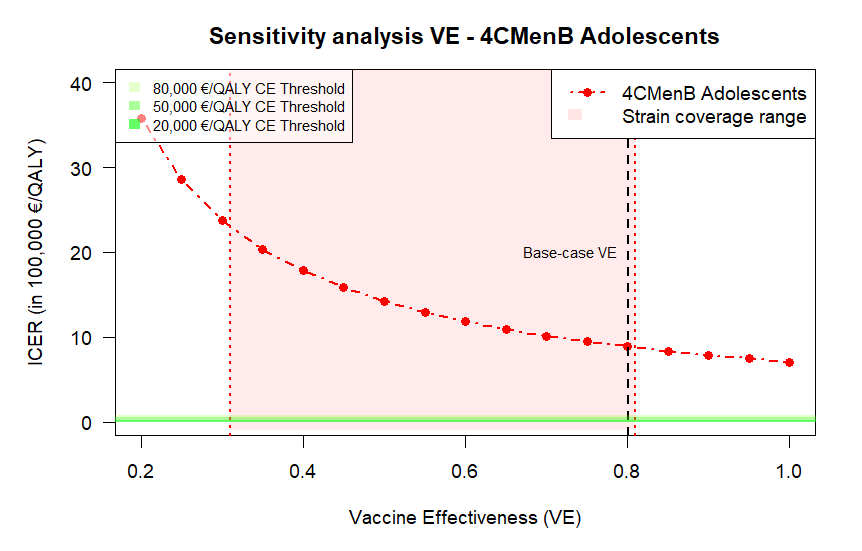 Sensitivity analysis VE - 4CMenB Adolescents
80,000 €/QALY CE Threshold
50,000 €/QALY CE Threshold
20,000 €/QALY CE Threshold
4CMenB Adolescents
Strain coverage range
Base-case VE
ICER (in 100,000 €/QALY)
40
30
20
10
0
0.2
0.4
0.6
0.8
1.0
Vaccine Effectiveness (VE)